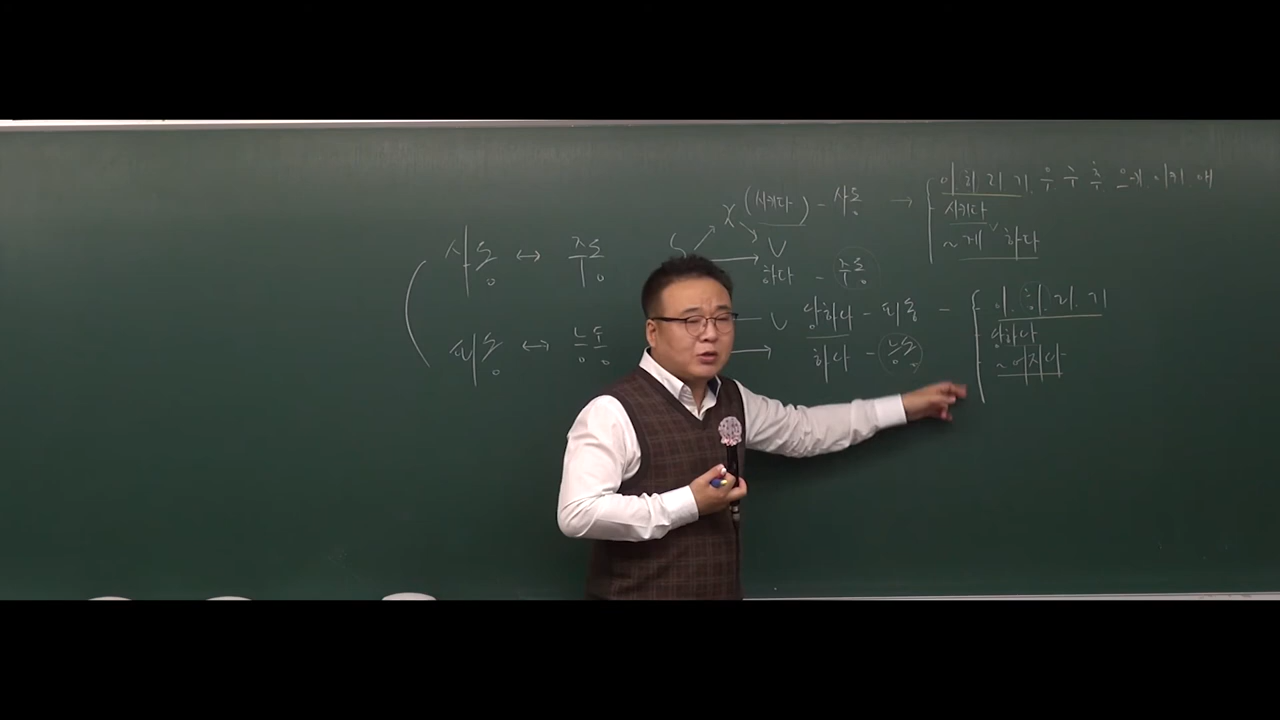 사동 ↔ 주동
피동 ↔ 능동
S
X (시키다) - 사동 →
V
하다 - 주동
V 당하다 - 피동 -
하다 - 능동
이 히 리 기 우 구 추 으키 이키 애
시키다
~게 하다
이. 히. 리. 기
당하다
~어지다